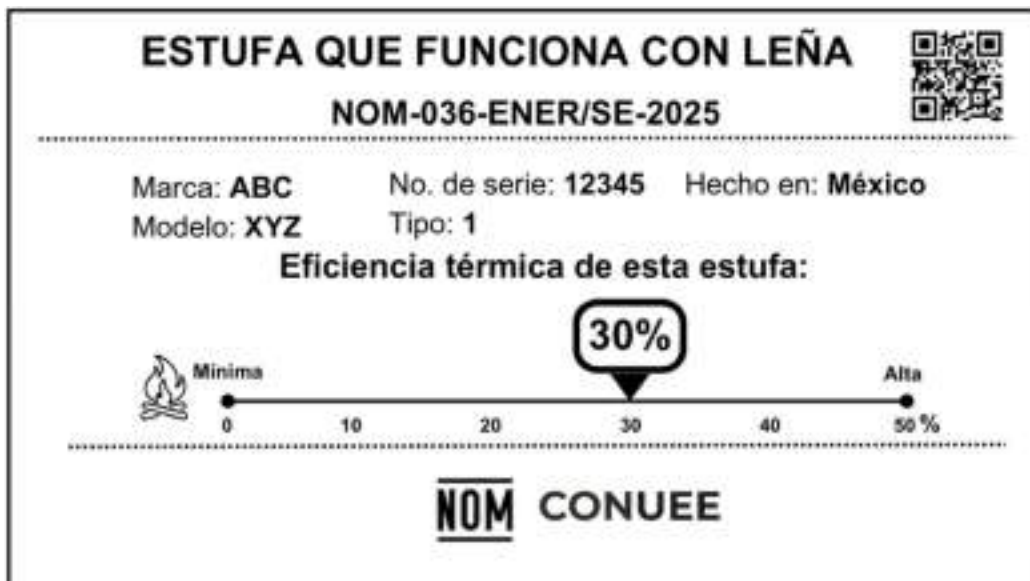 ESTUFA QUE FUNCIONA CON LEÑA
NOM-036-ENER/SE-2025
Marca: ABC No. de serie: 12345 Hecho en: México
Modelo: XYZ Tipo: 1
Eficiencia térmica de esta estufa:
30%
Mínima Alta
0 10 20 30 40 50 %
NOM CONUEE